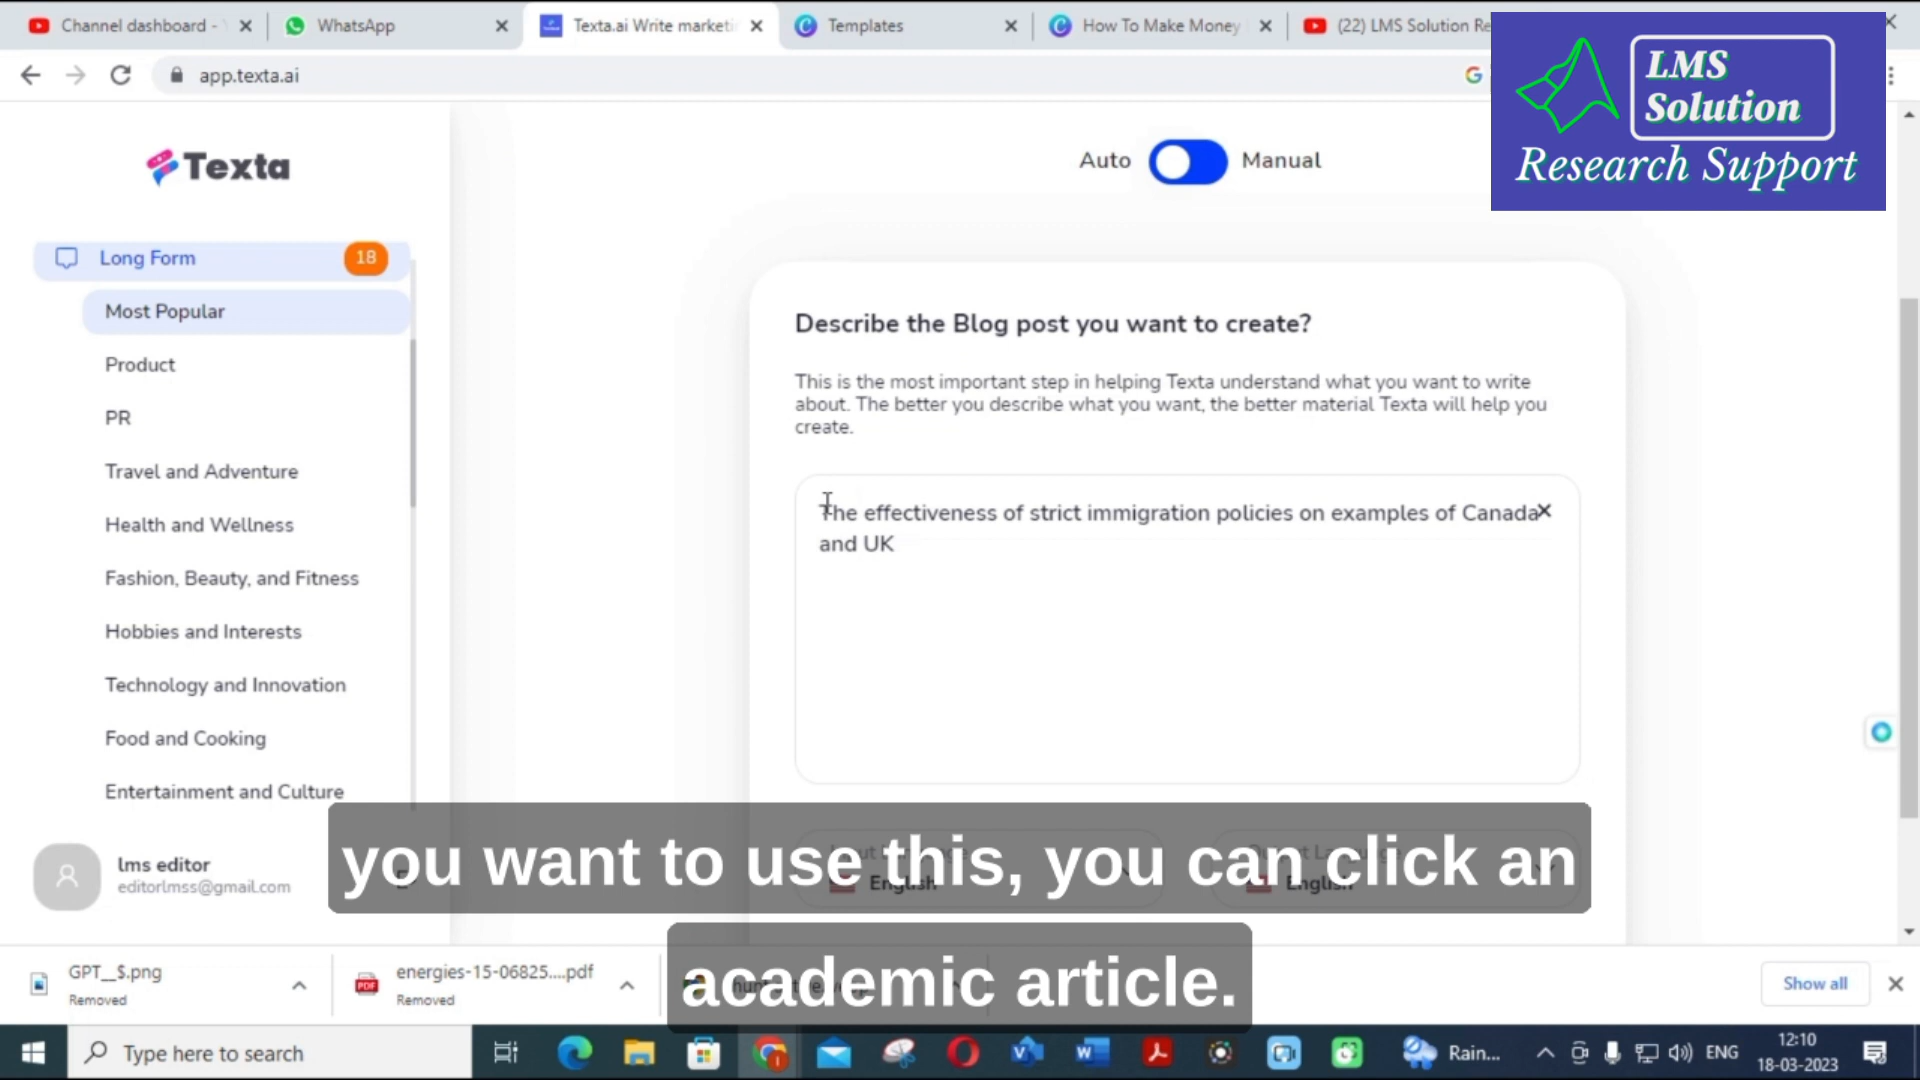 Channel dashboard -
WhatsApp
Texta.ai Write marketi
Templates
How To Make Money
(22) LMS Solution Re
app.texta.ai
LMS
Solution
Research Support
Texta
Auto
Manual
Long Form
18
Most Popular
Product
PR
Travel and Adventure
Health and Wellness
Fashion, Beauty, and Fitness
Hobbies and Interests
Technology and Innovation
Food and Cooking
Entertainment and Culture
Describe the Blog post you want to create?
This is the most important step in helping Texta understand what you want to write
about. The better you describe what you want, the better material Texta will help you
create.
The effectiveness of strict immigration policies on examples of Canada
and UK
lms editor
editorlmss@gmail.com
English
English
you want to use this, you can click an
academic article.
GPT__$.png
Removed
energies-15-06825....pdf
Removed
Show all
Type here to search
Rain...
ENG
12:10
18-03-2023